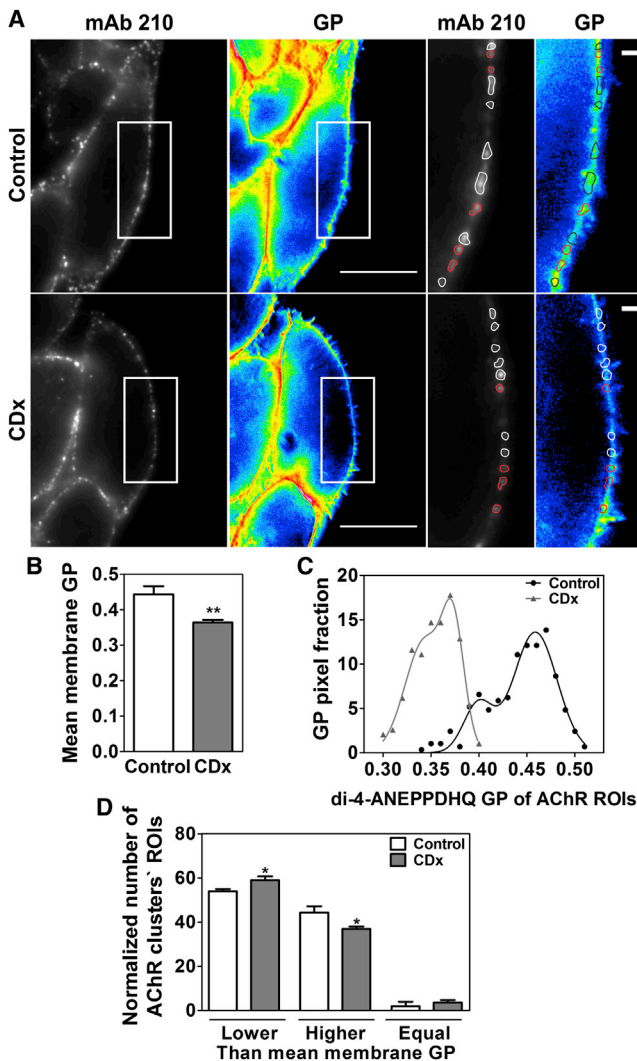 A
mAb 210 GP mAb 210 GP
Control
CDx
B
Mean membrane GP
0.5
0.4
0.3
0.2
0.1
0.0
**
Control CDx
C
GP pixel fraction
20
15
10
5
0
Control
CDx
0.30 0.35 0.40 0.45 0.50
di-4-ANEPPDHQ GP of AChR ROIs
D
Normalized number of
AChR clusters` ROIs
80
60
40
20
0
Control
CDx
* *
Lower Higher Equal
Than mean membrane GP